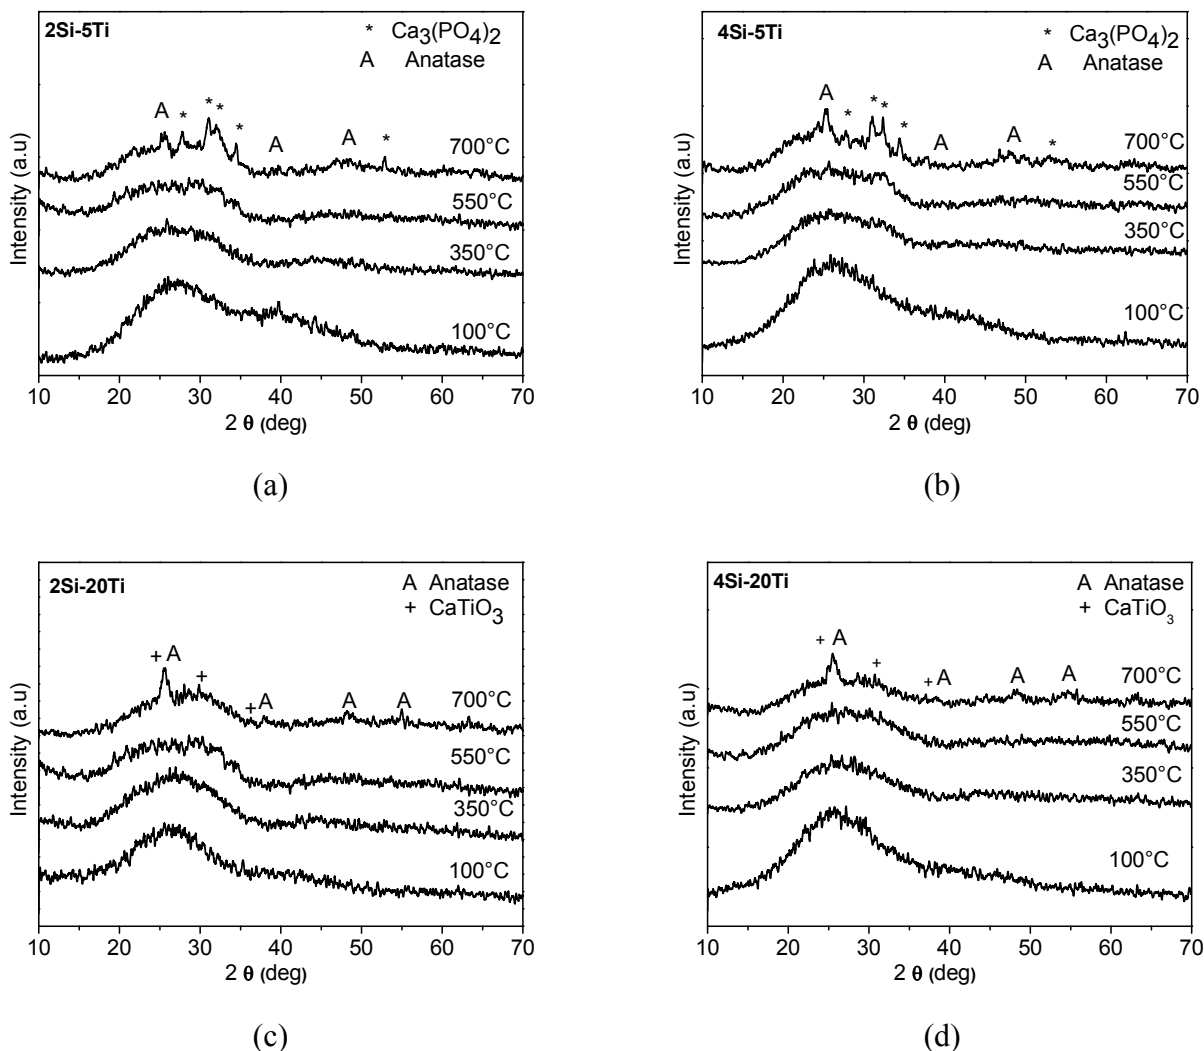 2Si-5Ti
* Ca3(PO4)2
A Anatase
A * * * * A A *
700°C
550°C
350°C
100°C
Intensity (a.u)
10 20 30 40 50 60 70
2 θ (deg)
(a)
4Si-5Ti
* Ca3(PO4)2
A Anatase
A * * * * A A *
700°C
550°C
350°C
100°C
Intensity (a.u)
10 20 30 40 50 60 70
2 θ (deg)
(b)
2Si-20Ti
A Anatase
+ CaTiO3
+ A + + A A A
700°C
550°C
350°C
100°C
Intensity (a.u)
10 20 30 40 50 60 70
2 θ (deg)
(c)
4Si-20Ti
A Anatase
+ CaTiO3
+ A + + A A A
700°C
550°C
350°C
100°C
Intensity (a.u)
10 20 30 40 50 60 70
2 θ (deg)
(d)